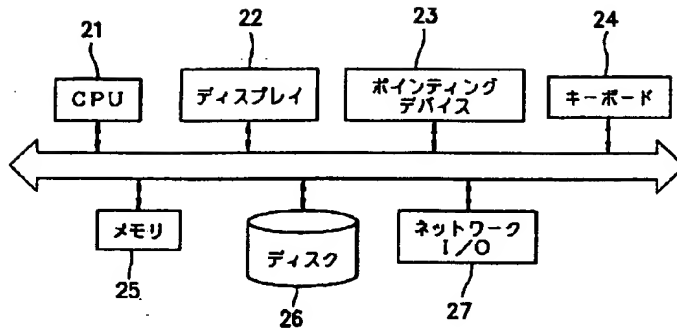 21
22
23
24
CPU
ディスプレイ
ポインティング
デバイス
キーボード
メモリ
ディスク
ネットワーク
I/O
25
26
27